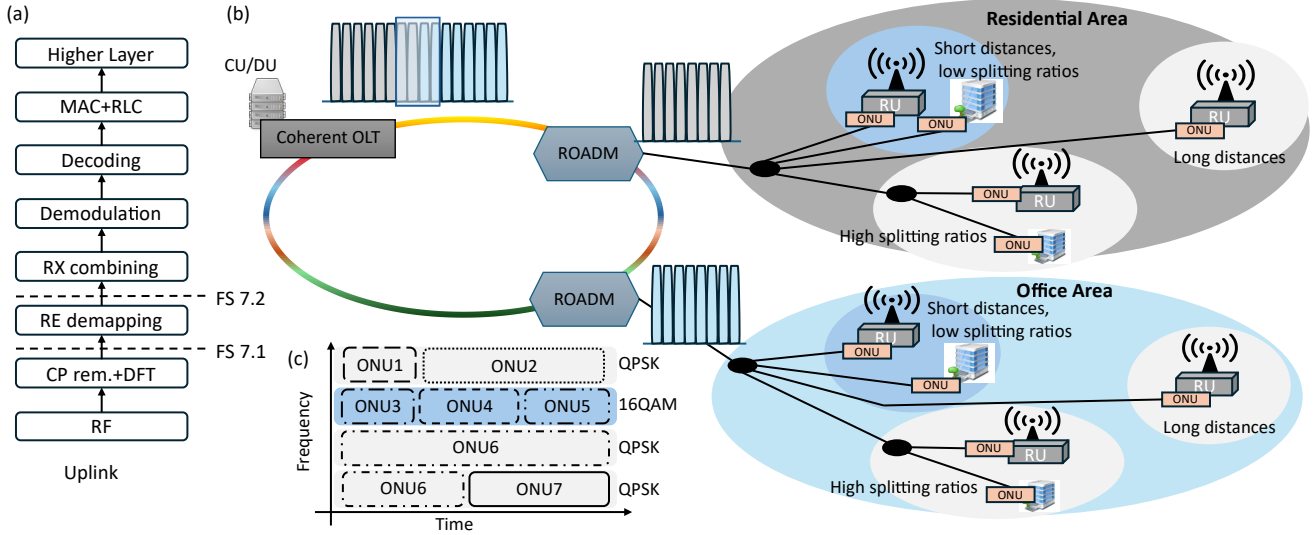 (a)
Higher Layer
MAC+RLC
Decoding
Demodulation
RX combining
FS 7.2
RE demapping
FS 7.1
CP rem.+DFT
RF
Uplink
(b)
CU/DU
Coherent OLT
ROADM
ROADM
Residential Area
Short distances,
low splitting ratios
RU
ONU
ONU
RU
ONU
Long distances
ONU
RU
High splitting ratios
ONU
Office Area
Short distances,
low splitting ratios
RU
ONU
ONU
RU
ONU
Long distances
ONU
RU
High splitting ratios
ONU
(c)
Frequency
ONU1
ONU2
QPSK
ONU3
ONU4
ONU5
16QAM
ONU6
QPSK
ONU6
ONU7
QPSK
Time